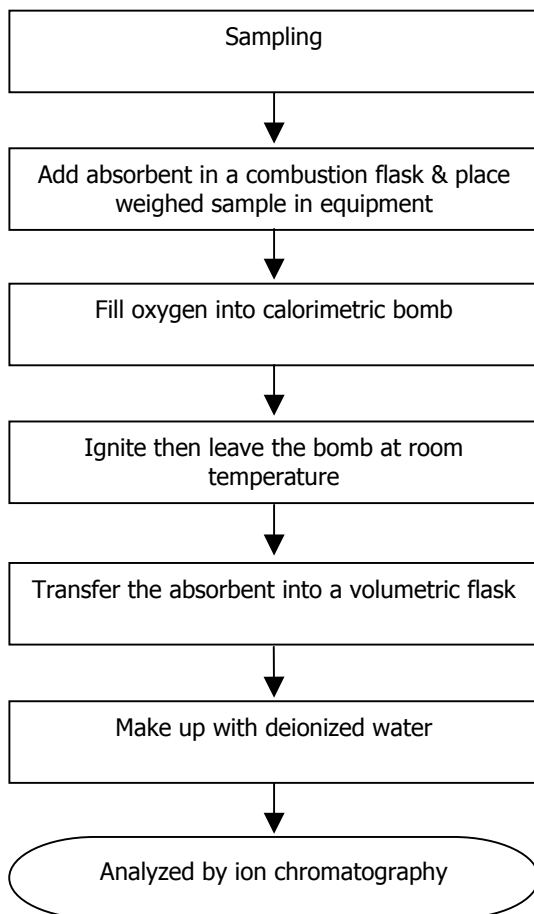 Sampling
Add absorbent in a combustion flask & place
weighed sample in equipment
Fill oxygen into calorimetric bomb
Ignite then leave the bomb at room
temperature
Transfer the absorbent into a volumetric flask
Make up with deionized water
Analyzed by ion chromatography